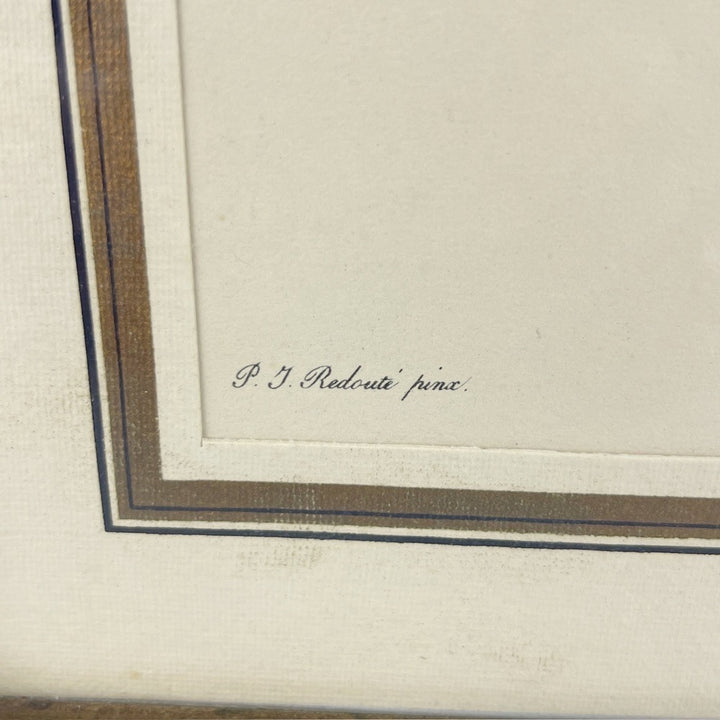 P. J. Redouté pinx.